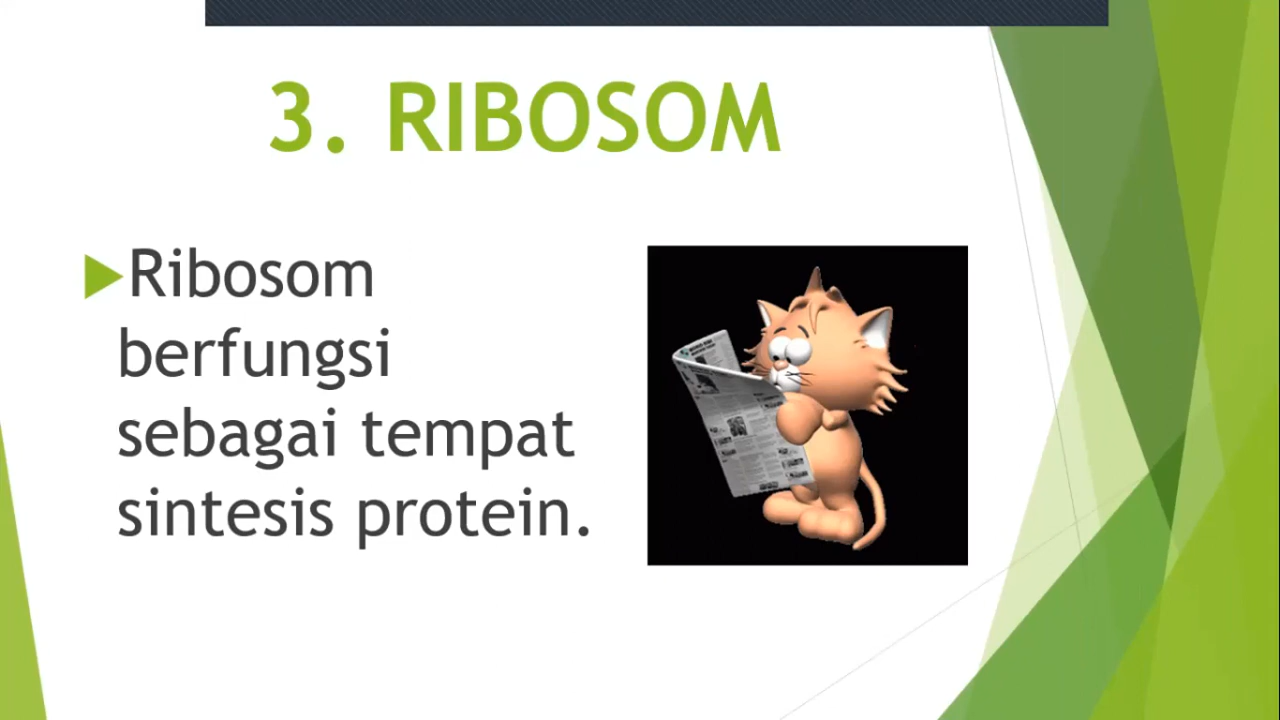 3. RIBOSOM
Ribosom
berfungsi
sebagai tempat
sintesis protein.